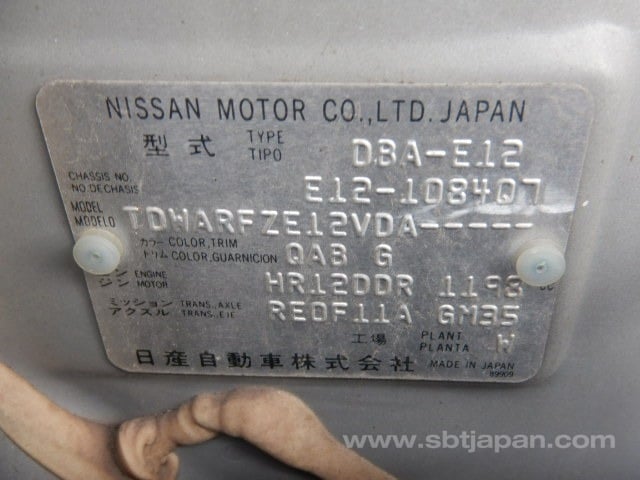 NISSAN MOTOR CO.,LTD.JAPAN
型式 TYPE TIPO DBA-E12
CHASSIS NO. NO.DECHASIS E12-108407
MODEL MODELO TDWARFZE12VDA-----
カラー COLOR,TRIM トリム COLOR,GUARNICION QAB G
ジン ENGINE MOTOR HR12DDR 1198 cc
ミッション TRANS.,AXLE アクスル TRANS.,EJE RE0F11A GM35
工場 PLANT PLANTA W
日産自動車株式会社 MADE IN JAPAN
89909
www.sbtjapan.com